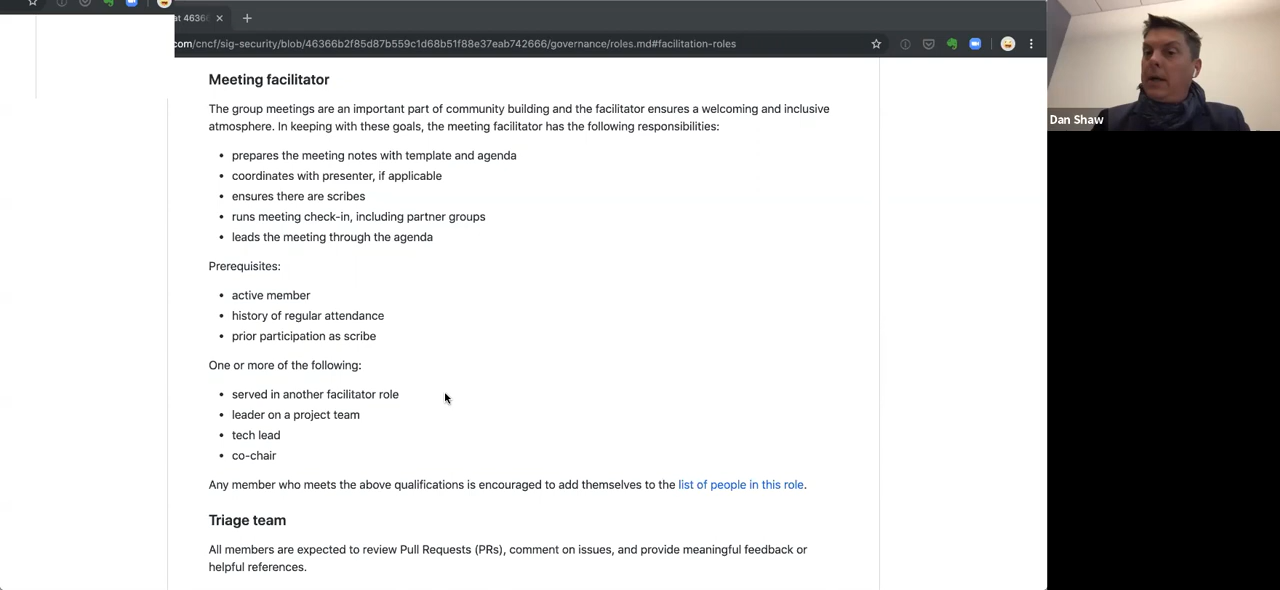 at 4636
com/cncf/sig-security/blob/46366b2f85d87b559c1d68b51f88e37eab742666/governance/roles.md#facilitation-roles
Meeting facilitator
The group meetings are an important part of community building and the facilitator ensures a welcoming and inclusive
atmosphere. In keeping with these goals, the meeting facilitator has the following responsibilities:
• prepares the meeting notes with template and agenda
• coordinates with presenter, if applicable
• ensures there are scribes
• runs meeting check-in, including partner groups
• leads the meeting through the agenda
Prerequisites:
• active member
• history of regular attendance
• prior participation as scribe
One or more of the following:
• served in another facilitator role
• leader on a project team
• tech lead
• co-chair
Any member who meets the above qualifications is encouraged to add themselves to the list of people in this role.
Triage team
All members are expected to review Pull Requests (PRs), comment on issues, and provide meaningful feedback or
helpful references.
Dan Shaw